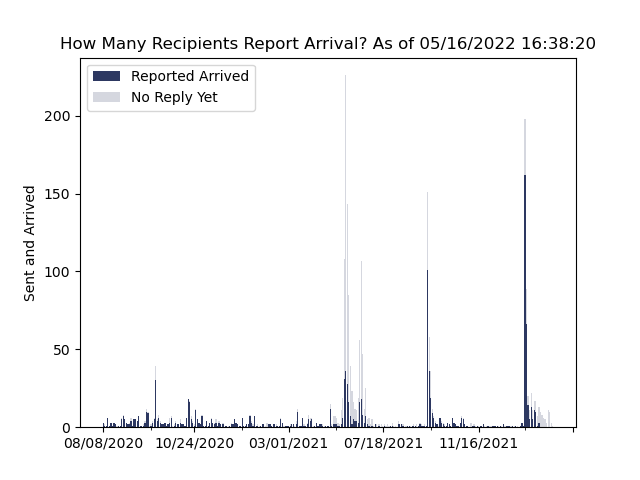 How Many Recipients Report Arrival? As of 05/16/2022 16:38:20
Reported Arrived
No Reply Yet
Sent and Arrived
200
150
100
50
0
08/08/2020 10/24/2020 03/01/2021 07/18/2021 11/16/2021